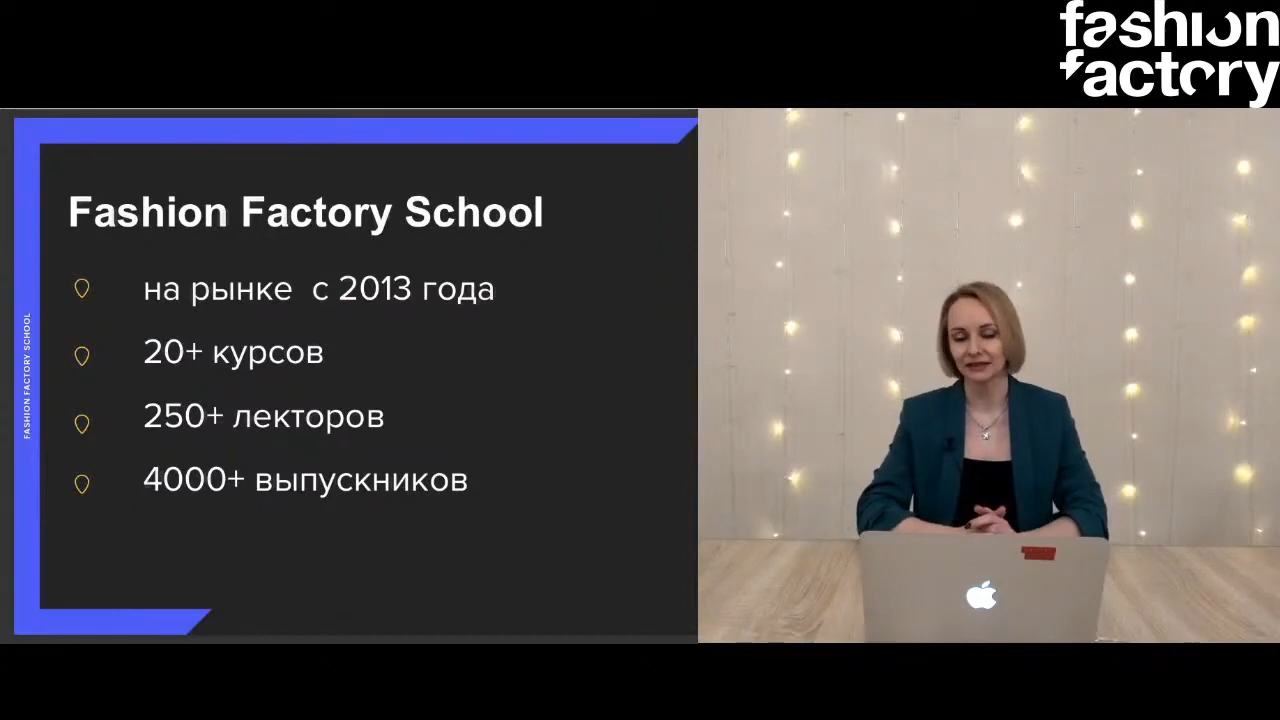 fashion
factory
Fashion Factory School
на рынке с 2013 года
20+ курсов
250+ лекторов
4000+ выпускников
FASHION FACTORY SCHOOL